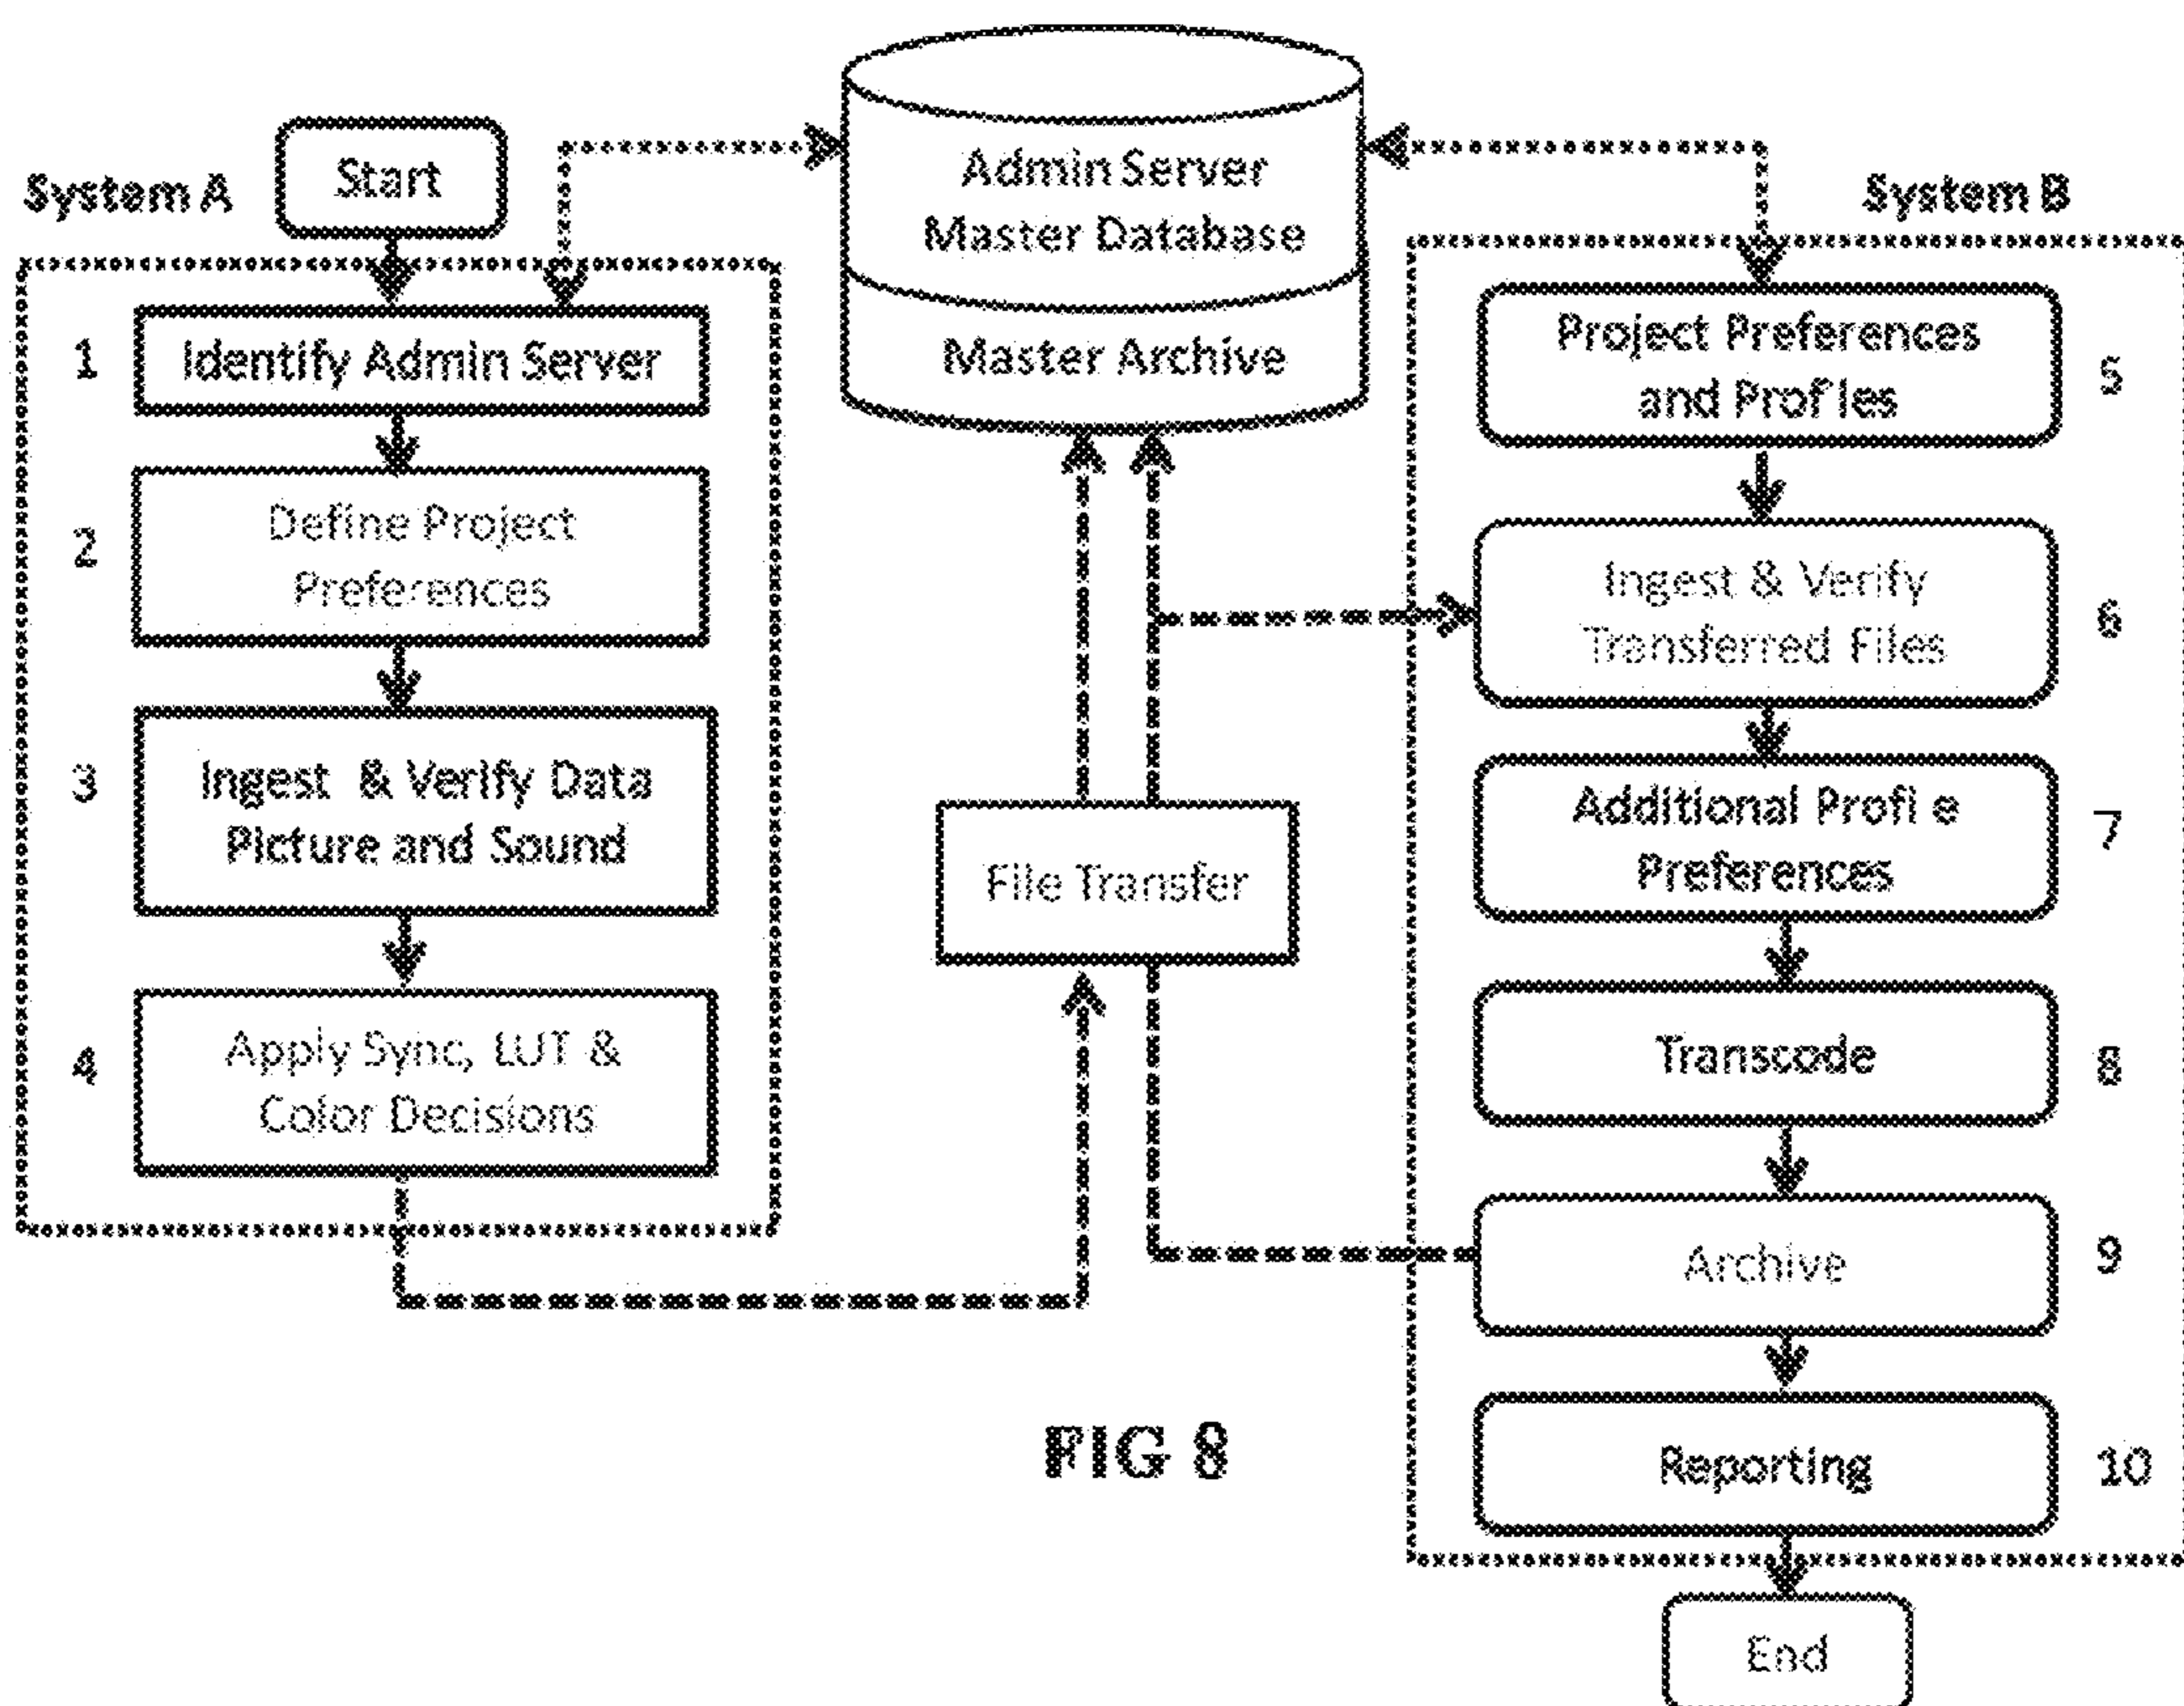 System A
Start
1
Identify Admin Server
2
Define Project
Preferences
3
Ingest & Verify Data
Picture and Sound
4
Apply Sync, LUT &
Color Decisions
Admin Server
Master Database
Master Archive
File Transfer
System B
Project Preferences
and Profiles
5
Ingest & Verify
Transferred Files
6
Additional Profi e
Preferences
7
Transcode
8
Archive
9
Reporting
10
End
FIG 8